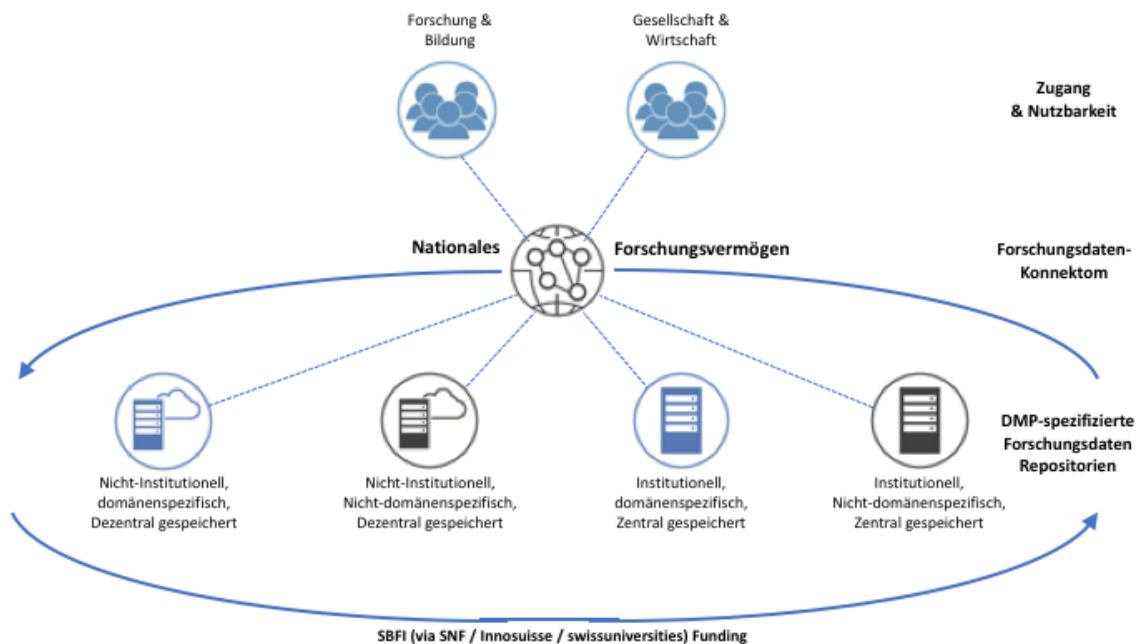 Forschung &
Bildung
Gesellschaft &
Wirtschaft
Zugang
& Nutzbarkeit
Nationales
Forschungsvermögen
Forschungsdaten-
Konnektom
Nicht-Institutionell,
domänenspezifisch,
Dezentral gespeichert
Nicht-Institutionell,
Nicht-domänenspezifisch,
Dezentral gespeichert
Institutionell,
domänenspezifisch,
Zentral gespeichert
Institutionell,
Nicht-domänenspezifisch,
Zentral gespeichert
DMP-spezifizierte
Forschungsdaten
Repositorien
SBFI (via SNF / Innosuisse / swissuniversities) Funding